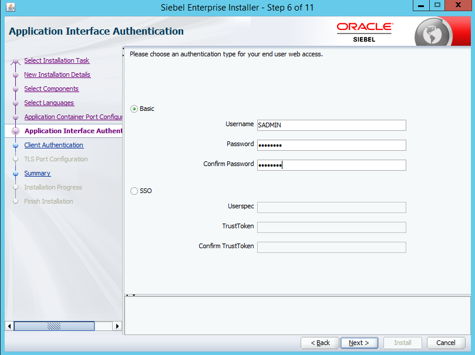 Siebel Enterprise Installer - Step 6 of 11
Application Interface Authentication
ORACLE
SIEBEL
Select Installation Task
New Installation Details
Select Components
Select Languages
Application Container Port Configu
Application Interface Authent
Client Authentication
TLS Port Configuration
Summary
Installation Progress
Finish Installation
Please choose an authentication type for your end user web access.
Basic
Username SADMIN
Password ••••••••
Confirm Password ••••••••
SSO
Userspec
TrustToken
Confirm TrustToken
< Back Next > Install Cancel